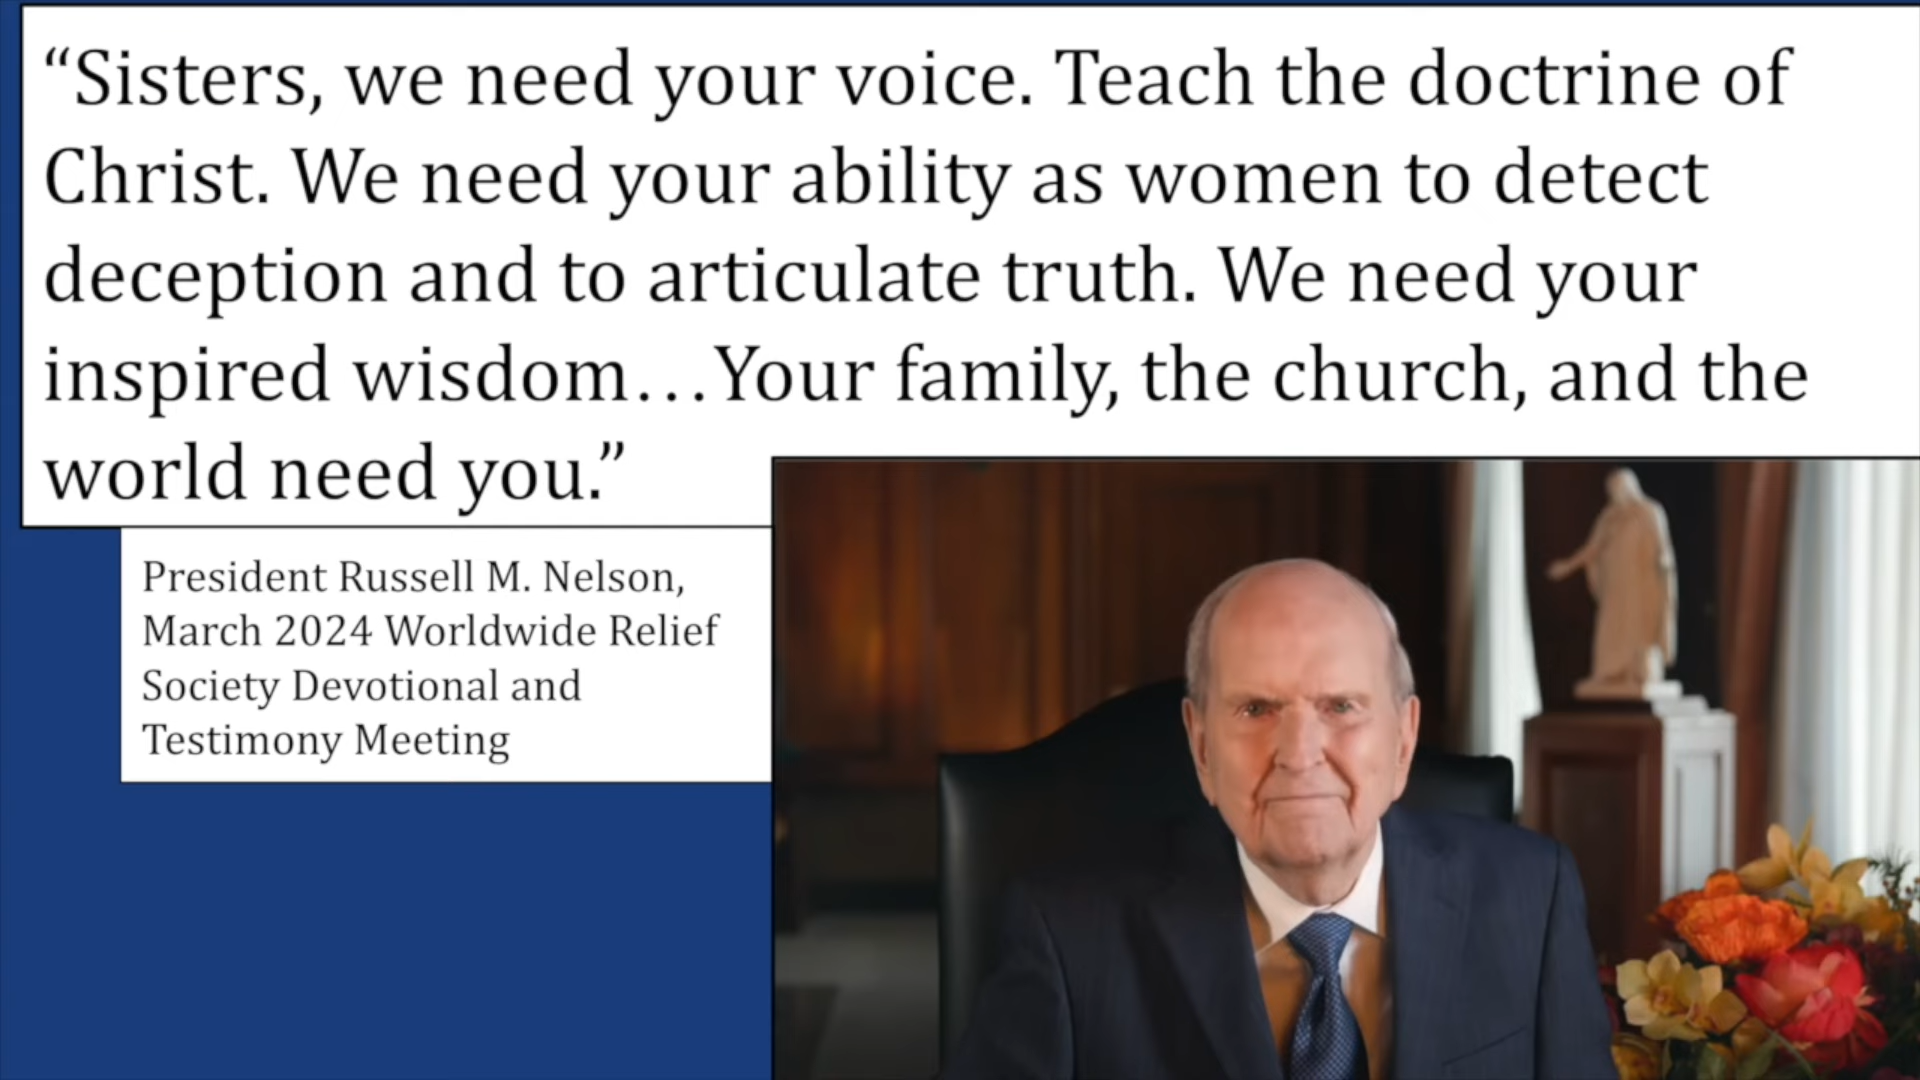 “Sisters, we need your voice. Teach the doctrine of
Christ. We need your ability as women to detect
deception and to articulate truth. We need your
inspired wisdom…Your family, the church, and the
world need you.”
President Russell M. Nelson,
March 2024 Worldwide Relief
Society Devotional and
Testimony Meeting